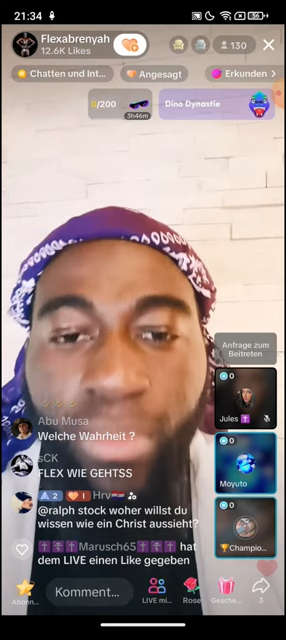 21:34
56
Flexabrenyah
12.6K Likes
130
Chatten und Int...
Angesagt
Erkunden >
0/200
3h46m
Dino Dynastie
Anfrage zum
Beitreten
0
Jules
0
Moyuto
0
Champio...
Abu Musa
Welche Wahrheit ?
sCK
FLEX WIE GEHTSS
2 1 Hrv
@ralph stock woher willst du
wissen wie ein Christ aussieht?
Marusch65 hat
dem LIVE einen Like gegeben
Kommentar...
Abonn...
LIVE mi...
Rose
Gesche...
3